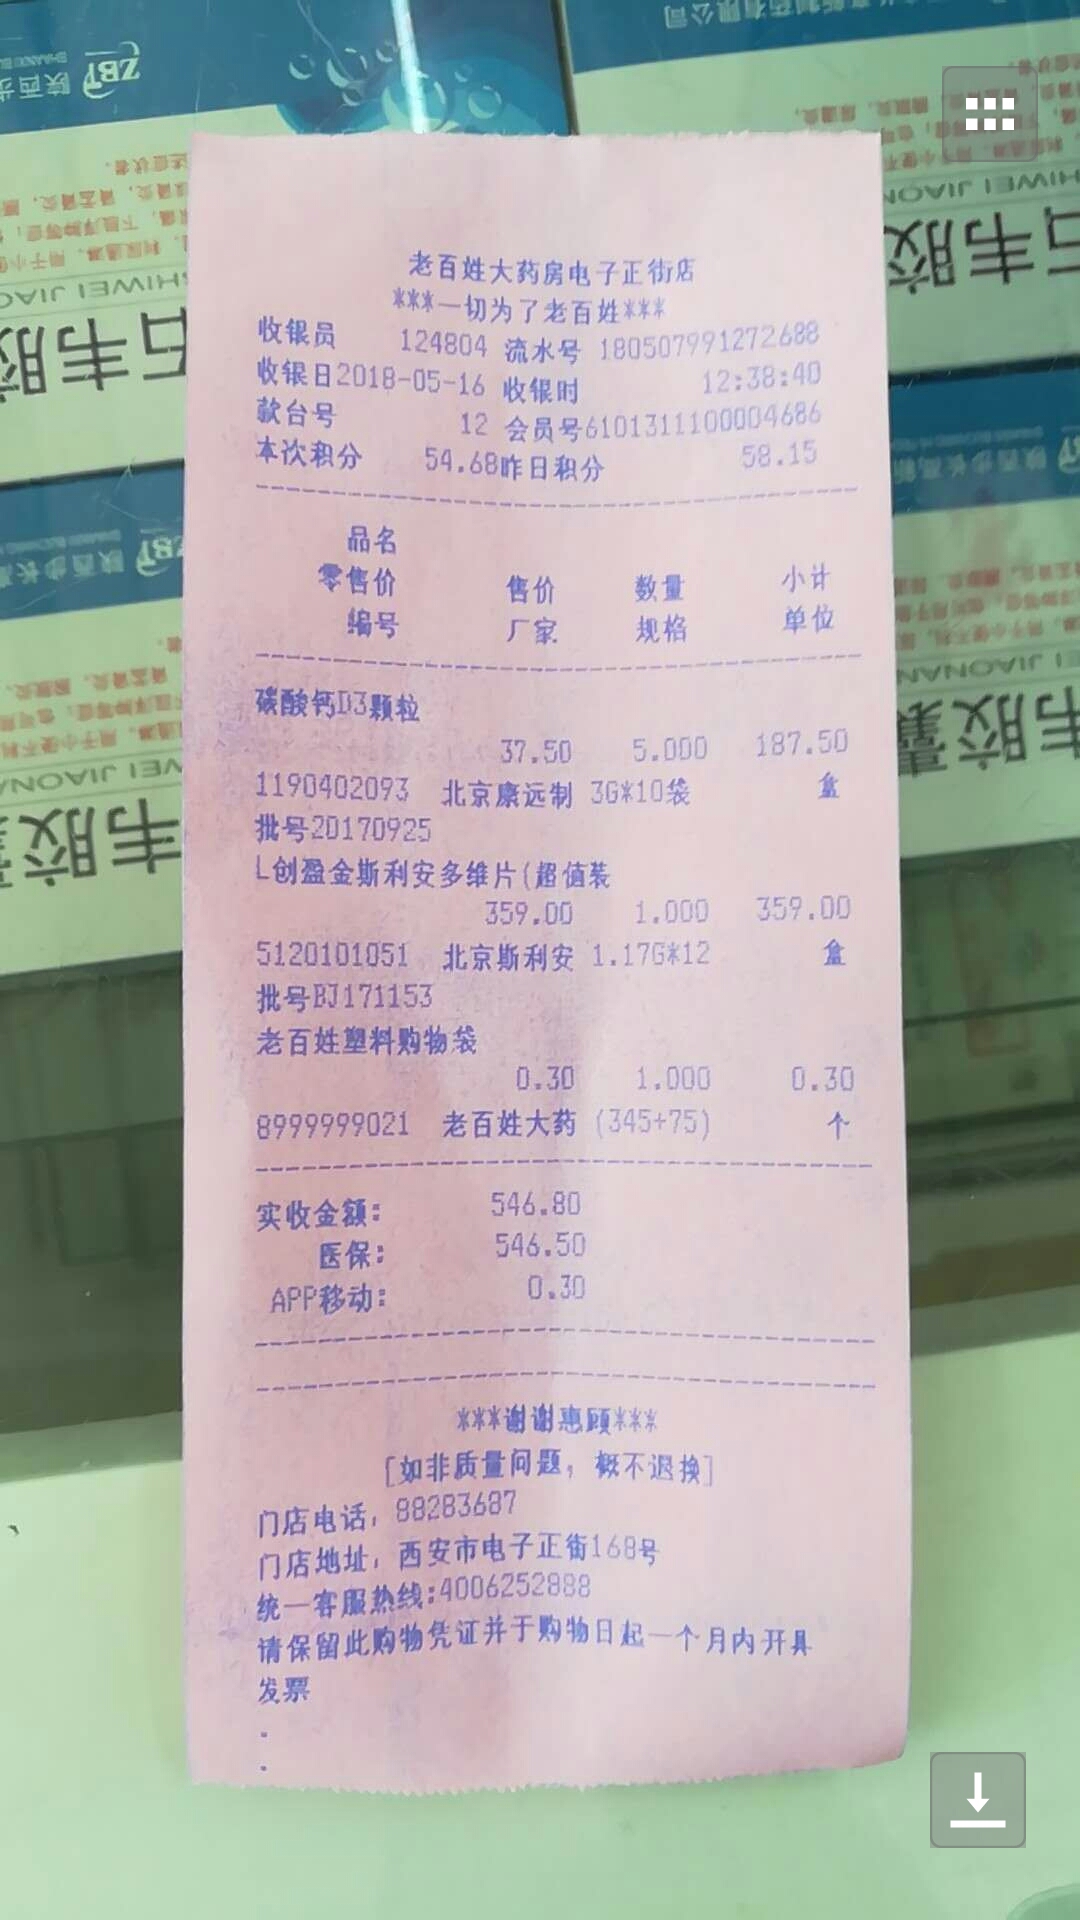 老百姓大药房电子正街店
***一切为了老百姓***
收银员 124804 流水号 180507991272688
收银日2018-05-16 收银时 12:38:40
款台号 12 会员号6101311100004686
本次积分 54.68昨日积分 58.15
品名
零售价 售价 数量 小计
编号 厂家 规格 单位
碳酸钙D3颗粒
37.50 5.000 187.50
1190402093 北京康远制 3G*10袋 盒
批号20170925
L创盈金斯利安多维片(超值装
359.00 1.000 359.00
5120101051 北京斯利安 1.17G*12 盒
批号BJ171153
老百姓塑料购物袋
0.30 1.000 0.30
8999999021 老百姓大药 (345+75) 个
实收金额: 546.80
医保: 546.50
APP移动: 0.30
***谢谢惠顾***
[如非质量问题，概不退换]
门店电话，88283687
门店地址，西安市电子正街168号
统一客服热线:4006252888
请保留此购物凭证并于购物日起一个月内开具
发票